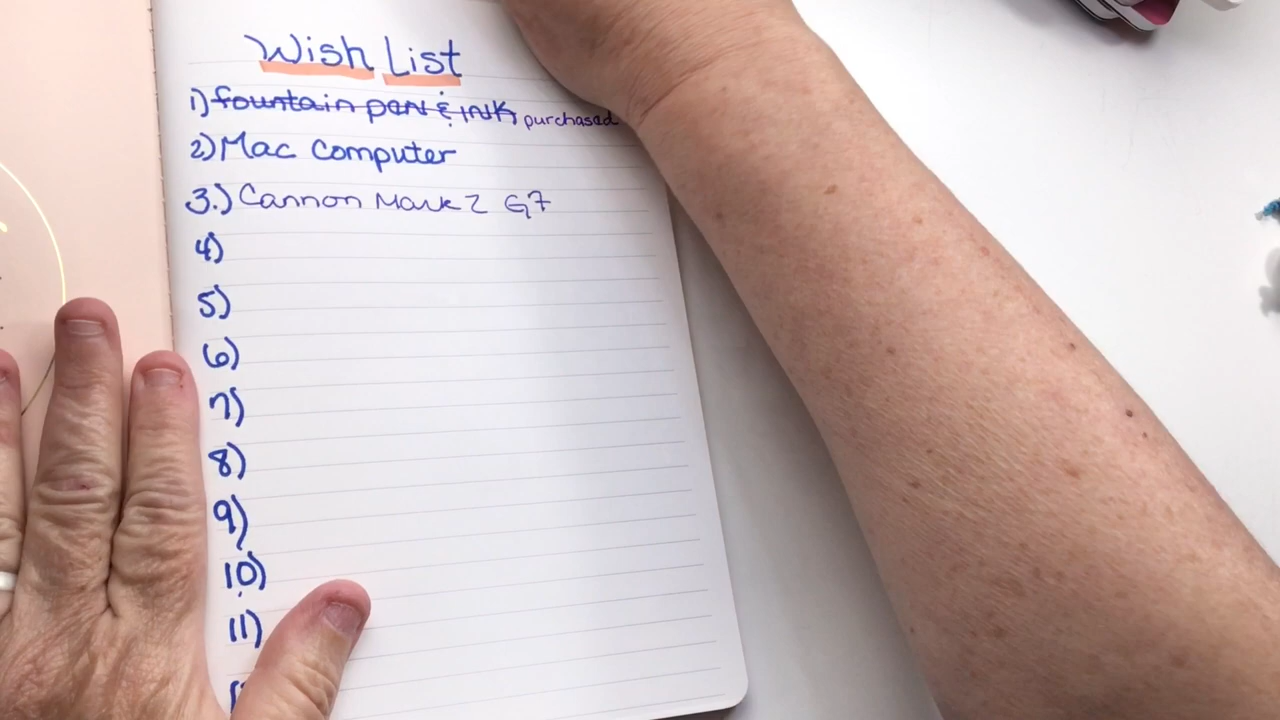 Wish List
1) fountain pen & ink, purchased
2) Mac Computer
3.) Cannon Mark 2 G7
4)
5)
6)
7)
8)
9)
10)
11)